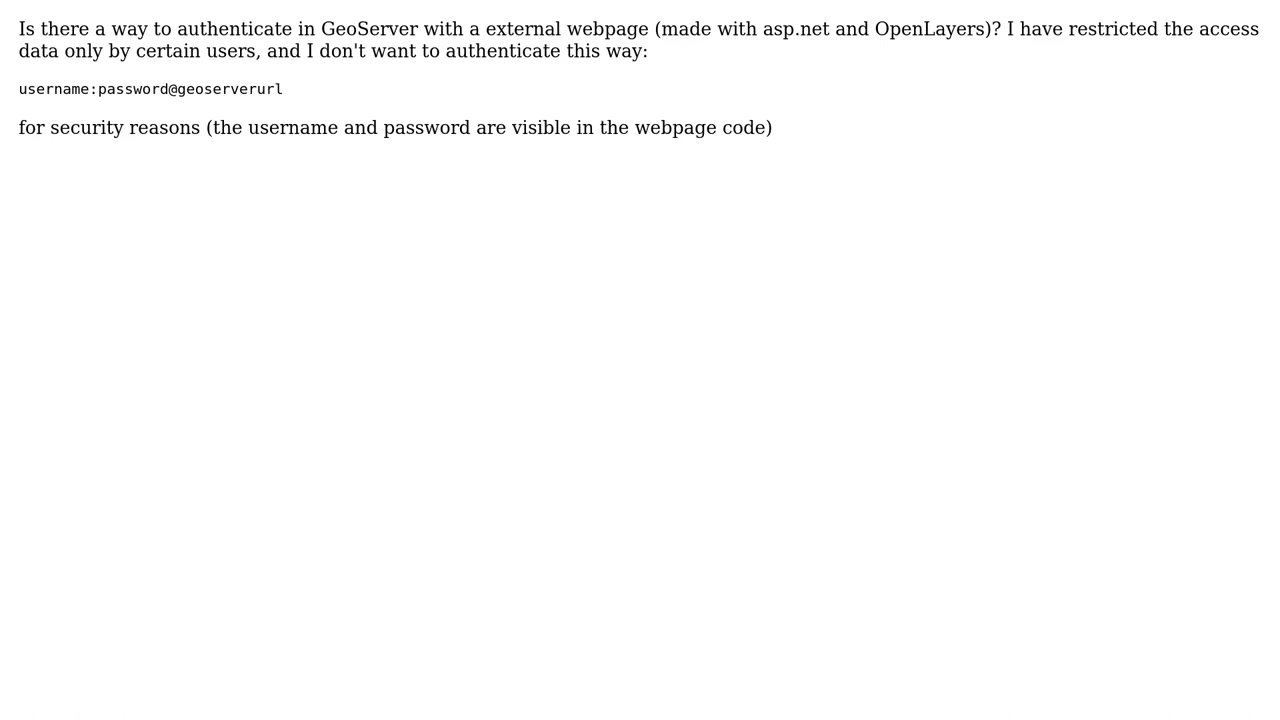 Is there a way to authenticate in GeoServer with a external webpage (made with asp.net and OpenLayers)? I have restricted the access
data only by certain users, and I don't want to authenticate this way:
username:password@geoserverurl
for security reasons (the username and password are visible in the webpage code)